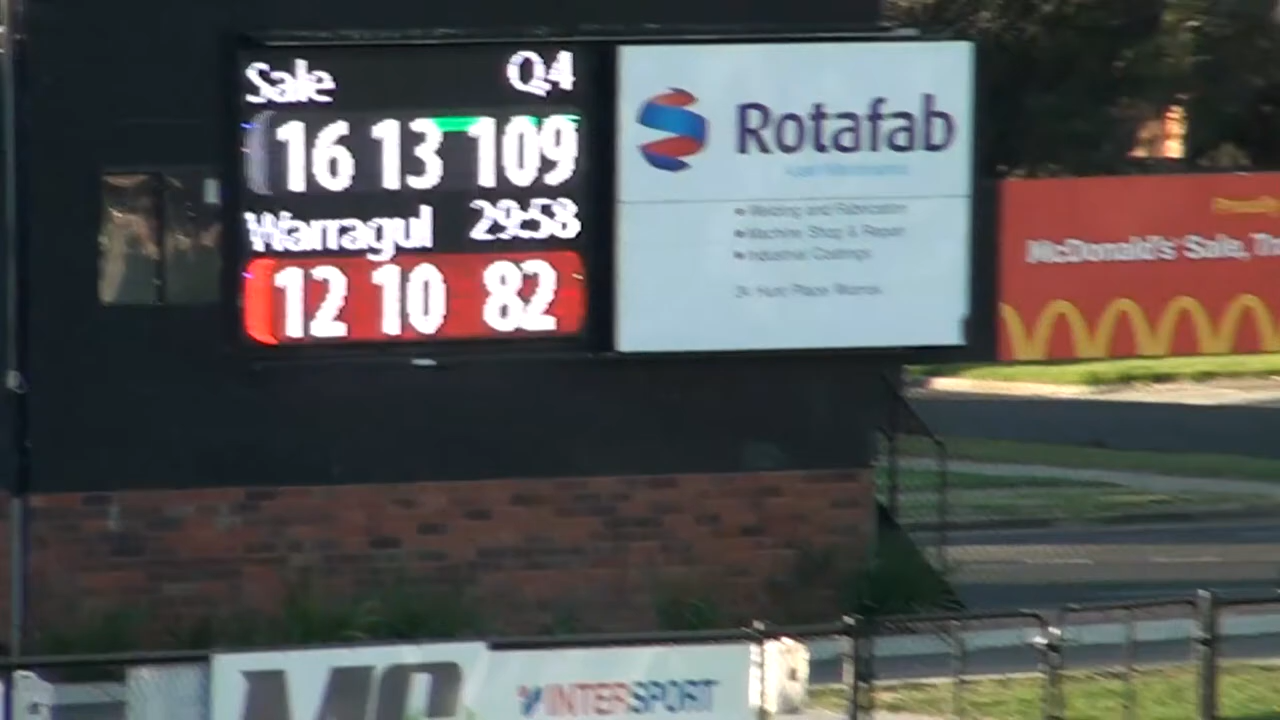 Sale Q4
16 13 109
Warragul 29:58
12 10 82
Rotafab
Welding and Fabrication
Machine Shop & Repair
Industrial Coatings
McDonald's Sale,
INTERSPORT